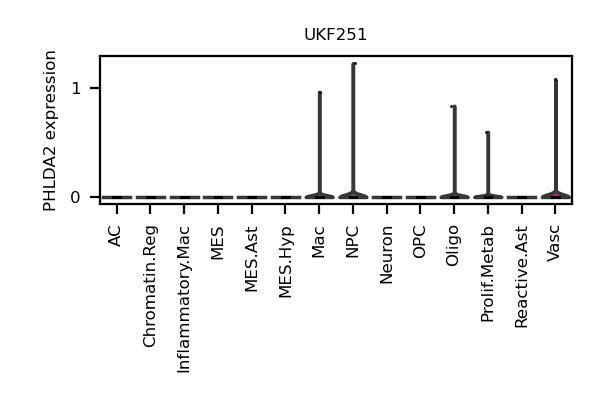 UKF251
PHLDA2 expression
1
0
AC
Chromatin.Reg
Inflammatory.Mac
MES
MES.Ast
MES.Hyp
Mac
NPC
Neuron
OPC
Oligo
Prolif.Metab
Reactive.Ast
Vasc